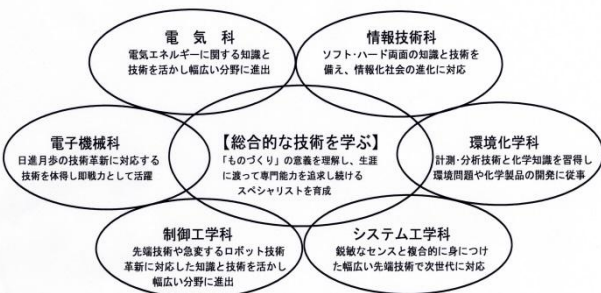 電気科
電気エネルギーに関する知識と
技術を活かし幅広い分野に進出
情報技術科
ソフト・ハード両面の知識と技術を
備え、情報化社会の進化に対応
電子機械科
日進月歩の技術革新に対応する
技術を体得し即戦力として活躍
【総合的な技術を学ぶ】
「ものづくり」の意義を理解し、生涯
に渡って専門能力を追求し続ける
スペシャリストを育成
環境化学科
計測・分析技術と化学知識を習得し
環境問題や化学製品の開発に従事
制御工学科
先端技術や急変するロボット技術
革新に対応した知識と技術を活かし
幅広い分野に進出
システム工学科
鋭敏なセンスと複合的に身につけ
た幅広い先端技術で次世代に対応